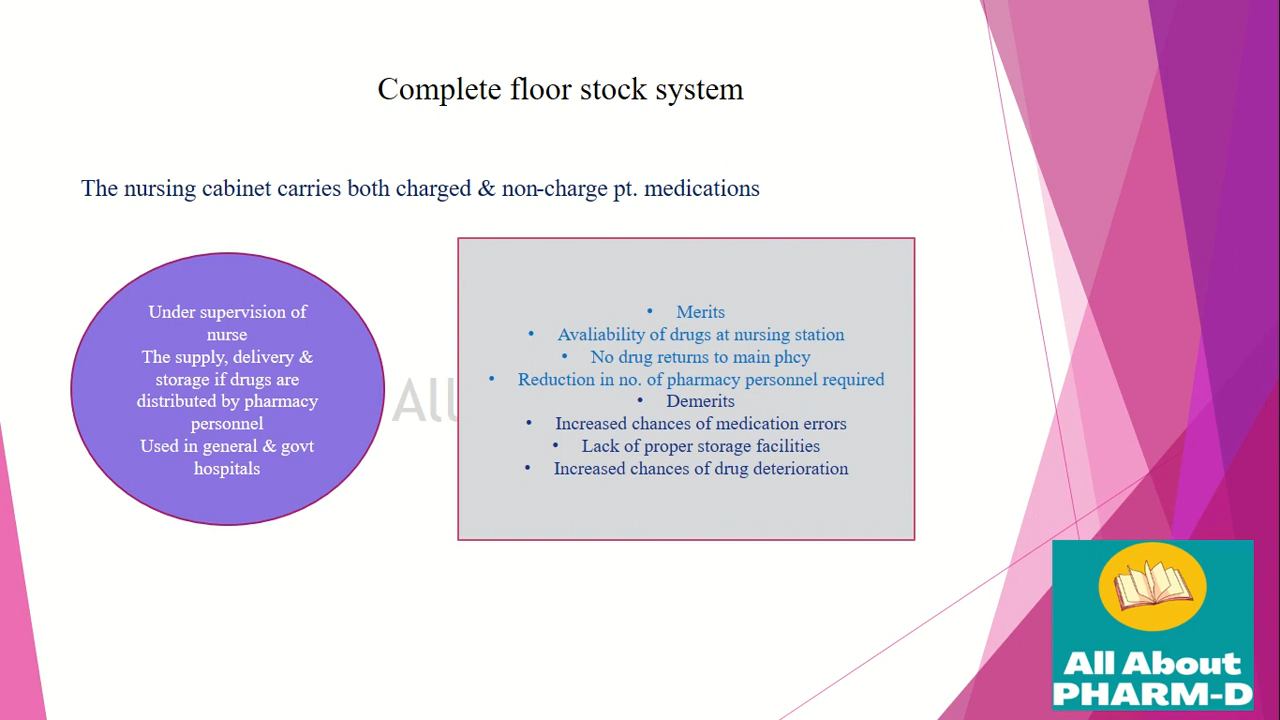 Complete floor stock system
The nursing cabinet carries both charged & non-charge pt. medications
Under supervision of
nurse
The supply, delivery &
storage if drugs are
distributed by pharmacy
personnel
Used in general & govt
hospitals
All
• Merits
• Avaliability of drugs at nursing station
• No drug returns to main phcy
• Reduction in no. of pharmacy personnel required
• Demerits
• Increased chances of medication errors
• Lack of proper storage facilities
• Increased chances of drug deterioration
All About
PHARM-D